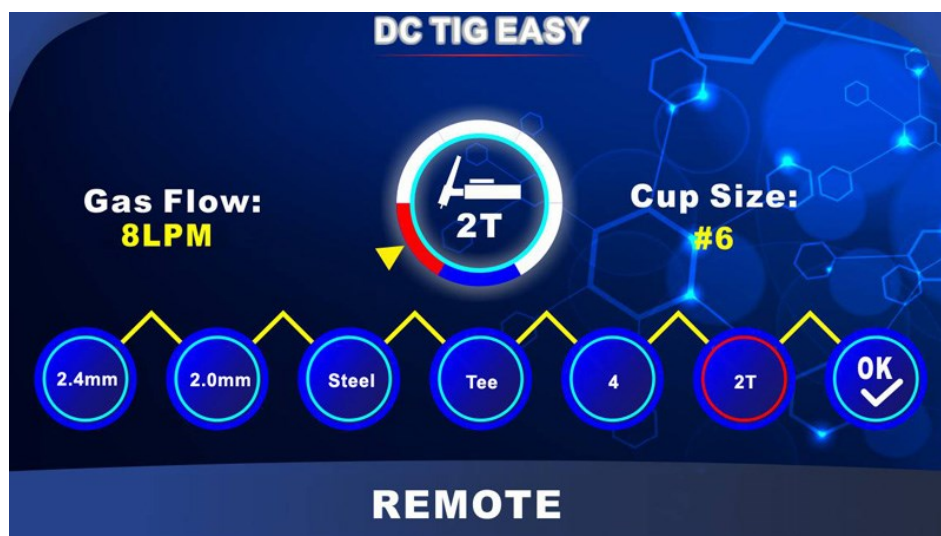 DC TIG EASY
Gas Flow:
8LPM
2T
Cup Size:
#6
2.4mm
2.0mm
Steel
Tee
4
2T
OK
REMOTE